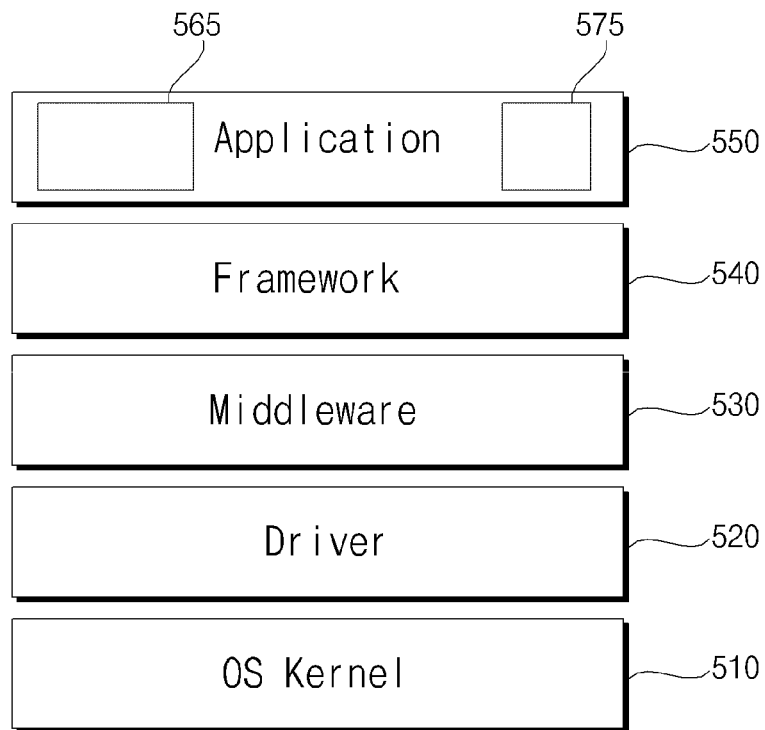 565 575
Application 550
Framework 540
Middleware 530
Driver 520
OS Kernel 510